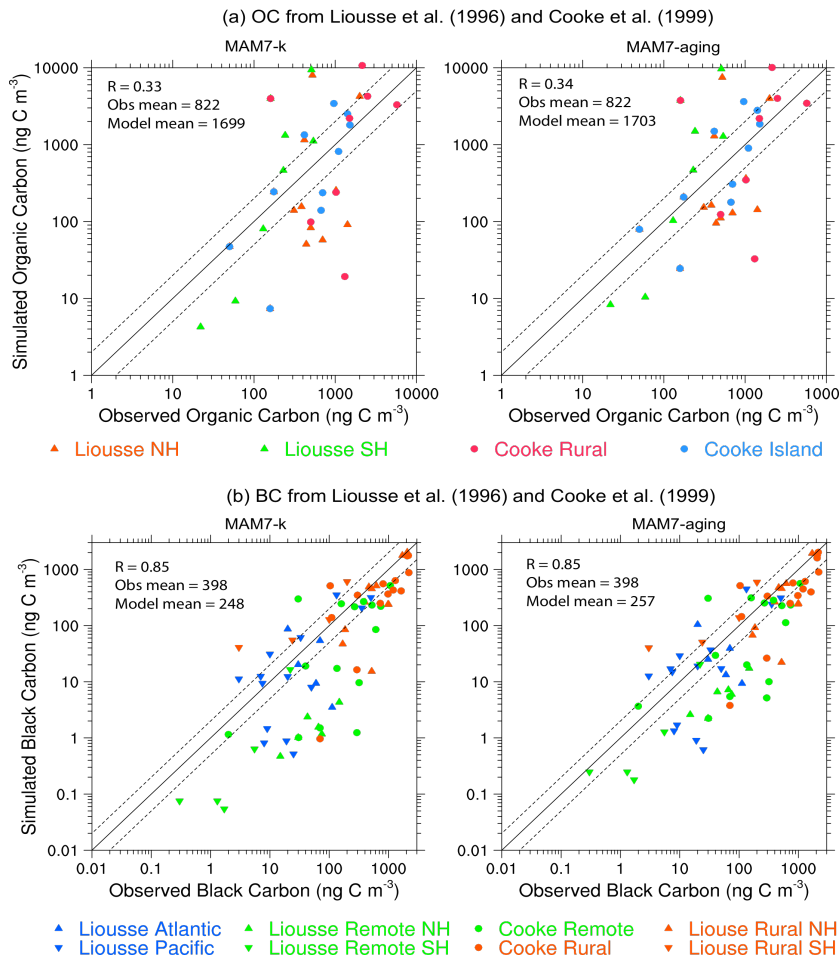 (a) OC from Liousse et al. (1996) and Cooke et al. (1999)
MAM7-k
MAM7-aging
R = 0.33
Obs mean = 822
Model mean = 1699
R = 0.34
Obs mean = 822
Model mean = 1703
Simulated Organic Carbon (ng C m-3)
10000
1000
100
10
1
10000
1000
100
10
1
1 10 100 1000 10000
1 10 100 1000 10000
Observed Organic Carbon (ng C m-3)
Observed Organic Carbon (ng C m-3)
Liousse NH Liousse SH Cooke Rural Cooke Island
(b) BC from Liousse et al. (1996) and Cooke et al. (1999)
MAM7-k
MAM7-aging
R = 0.85
Obs mean = 398
Model mean = 248
R = 0.85
Obs mean = 398
Model mean = 257
Simulated Black Carbon (ng C m-3)
1000
100
10
1
0.1
0.01
1000
100
10
1
0.1
0.01
0.01 0.1 1 10 100 1000
0.01 0.1 1 10 100 1000
Observed Black Carbon (ng C m-3)
Observed Black Carbon (ng C m-3)
Liousse Atlantic Liousse Remote NH Cooke Remote Liouse Rural NH
Liousse Pacific Liousse Remote SH Cooke Rural Liouse Rural SH